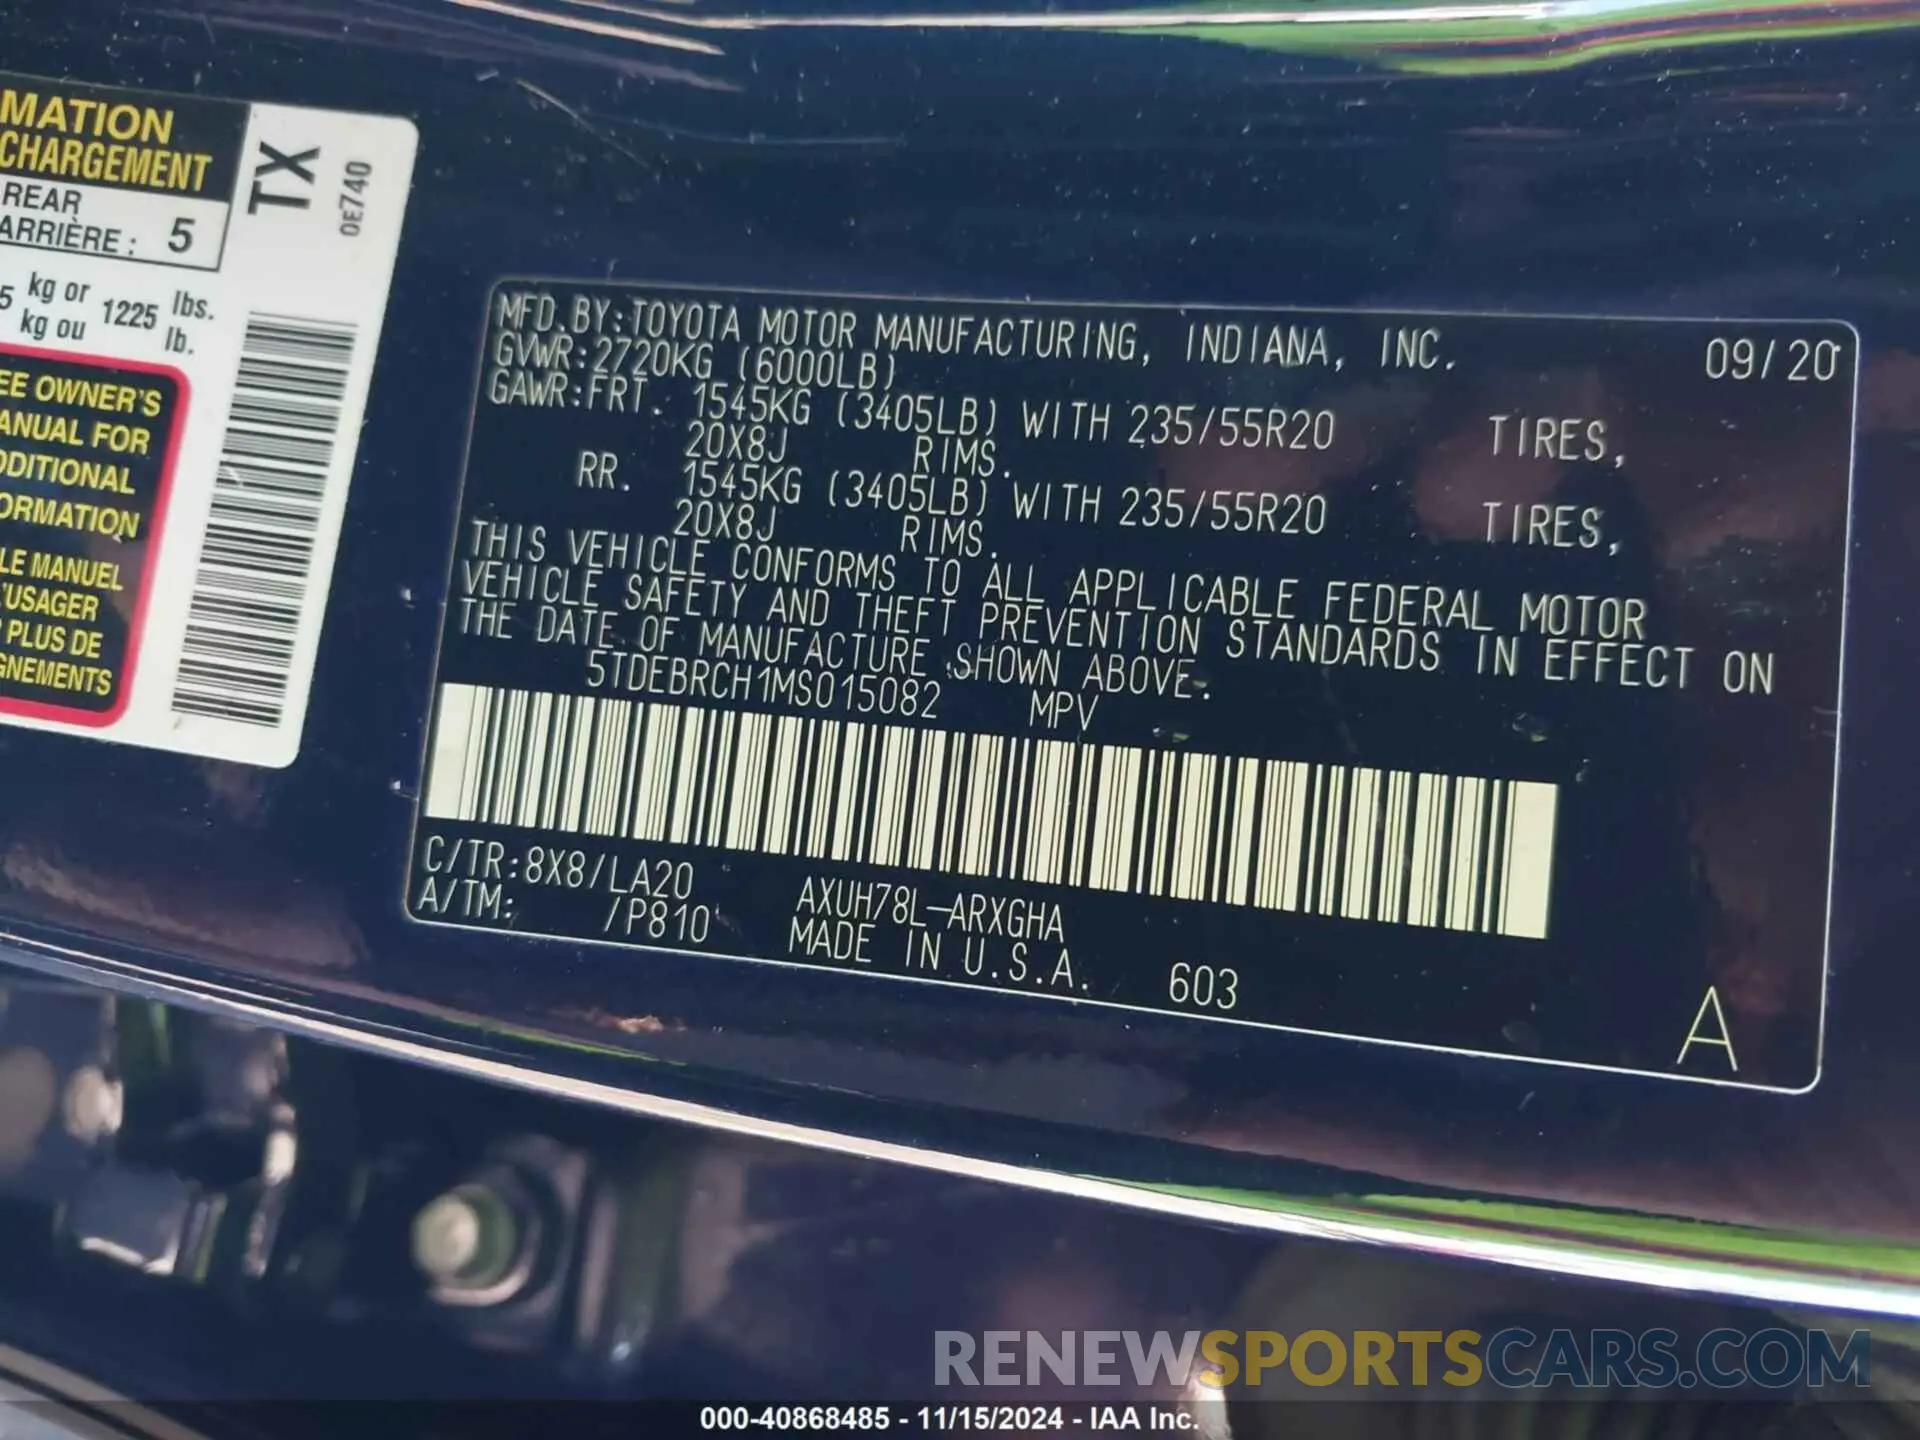 MATION
CHARGEMENT
REAR
ARRIÈRE : 5
5 kg or 1225 lbs.
kg ou lb.
TX
0E740
EE OWNER'S
ANUAL FOR
DDITIONAL
ORMATION
LE MANUEL
'USAGER
PLUS DE
GNEMENTS
MFD.BY:TOYOTA MOTOR MANUFACTURING, INDIANA, INC. 09/20
GVWR:2720KG (6000LB)
GAWR:FRT. 1545KG (3405LB) WITH 235/55R20 TIRES,
20X8J RIMS.
RR. 1545KG (3405LB) WITH 235/55R20 TIRES,
20X8J RIMS.
THIS VEHICLE CONFORMS TO ALL APPLICABLE FEDERAL MOTOR
VEHICLE SAFETY AND THEFT PREVENTION STANDARDS IN EFFECT ON
THE DATE OF MANUFACTURE SHOWN ABOVE.
5TDEBRCH1MS015082 MPV
C/TR:8X8/LA20 AXUH78L-ARXGHA
A/TM: /P810 MADE IN U.S.A. 603
A
RENEWSPORTSCARS.COM
000-40868485 - 11/15/2024 - IAA Inc.